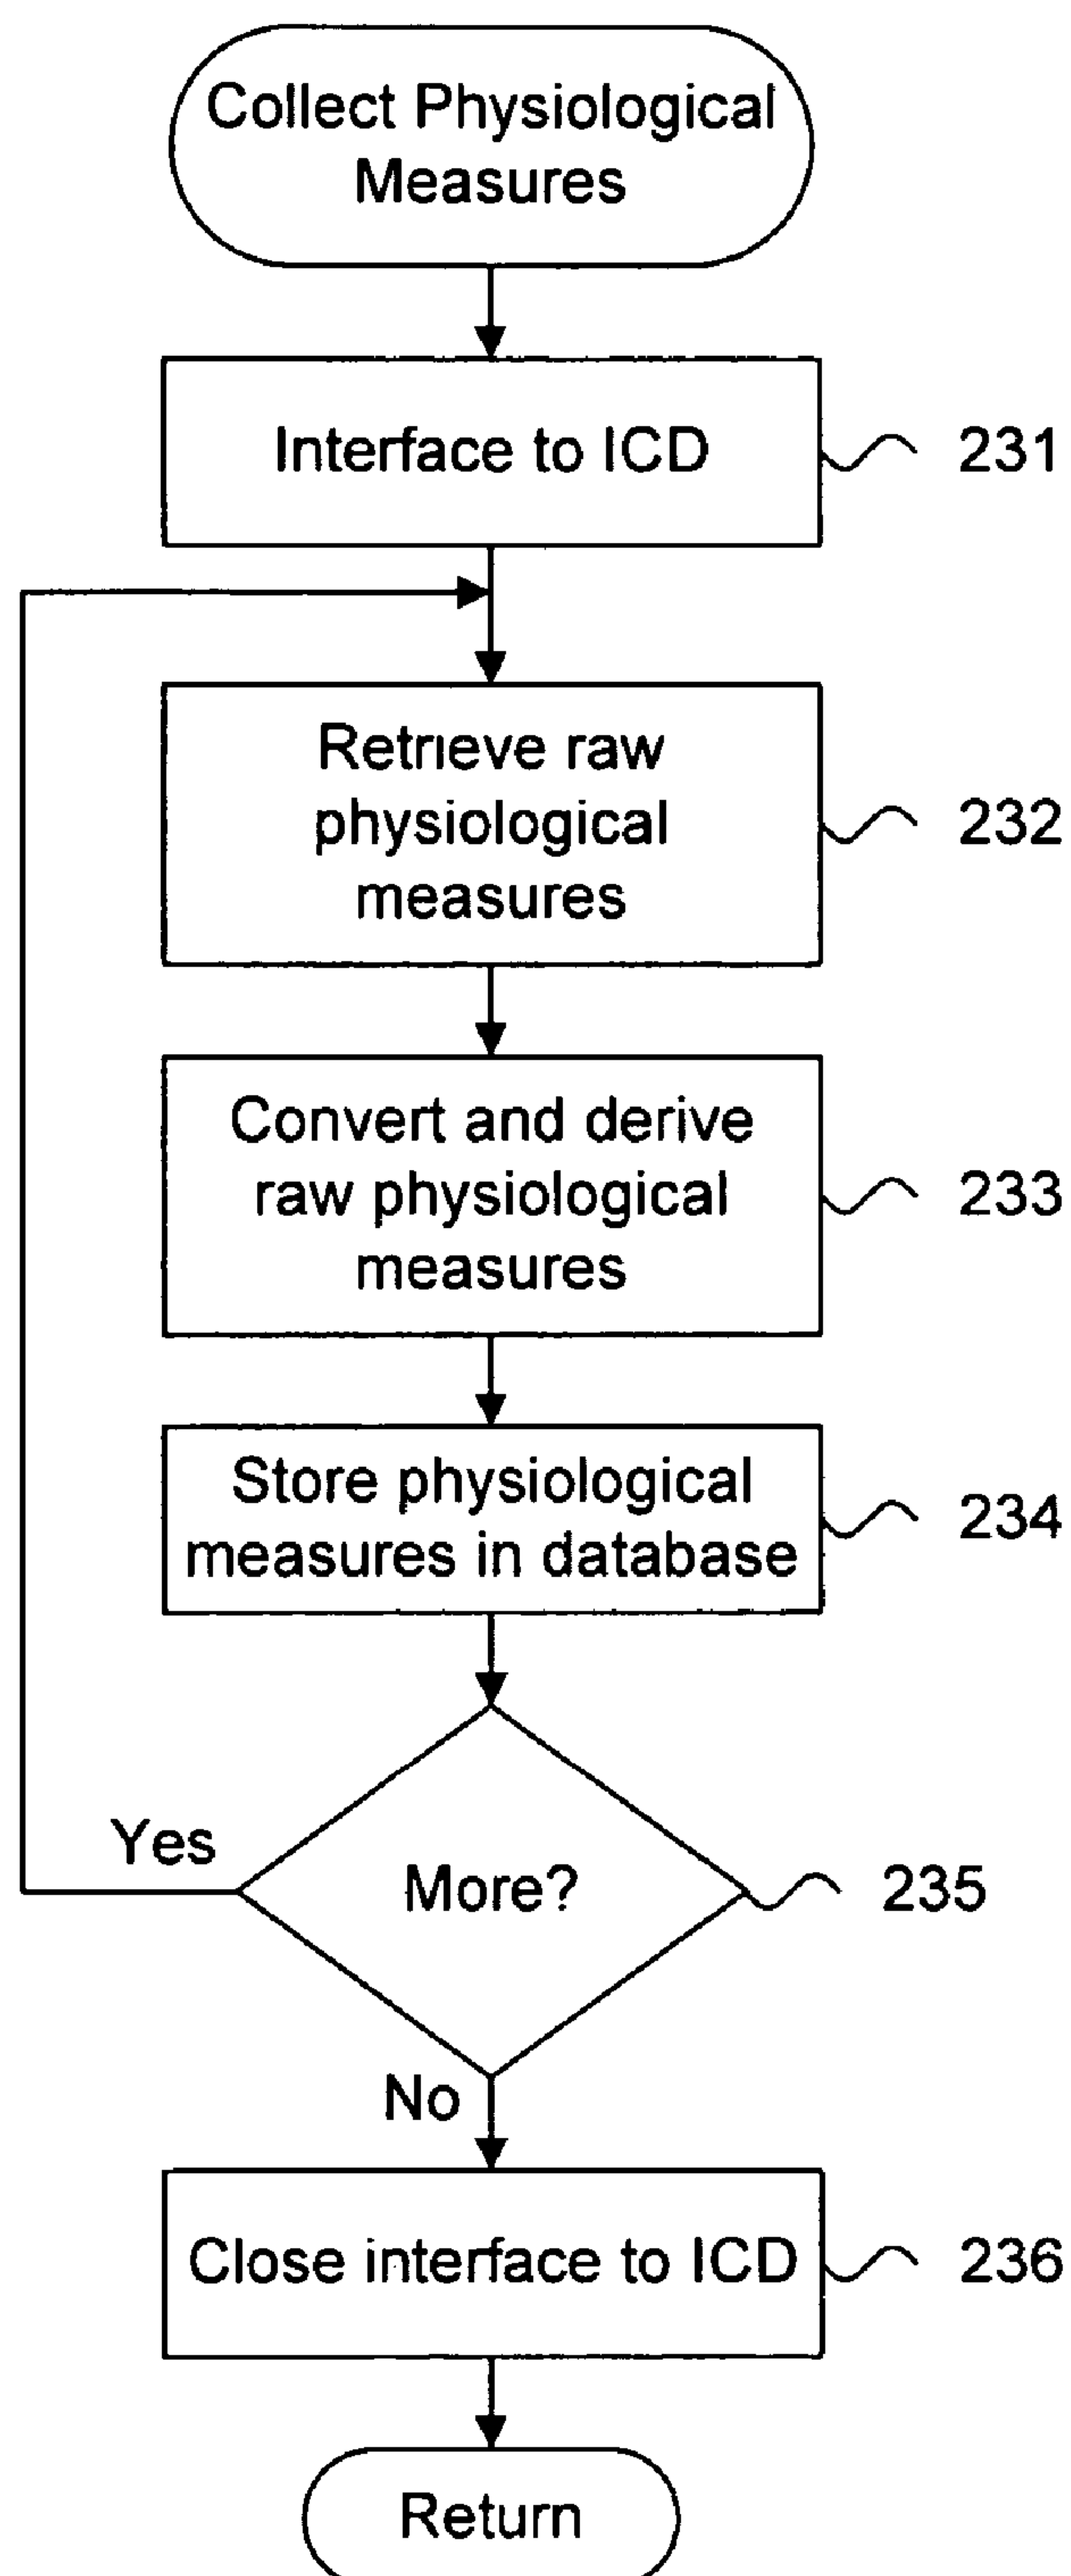 Collect Physiological
Measures
Interface to ICD
231
Retrieve raw
physiological
measures
232
Convert and derive
raw physiological
measures
233
Store physiological
measures in database
234
Yes
More?
235
No
Close interface to ICD
236
Return